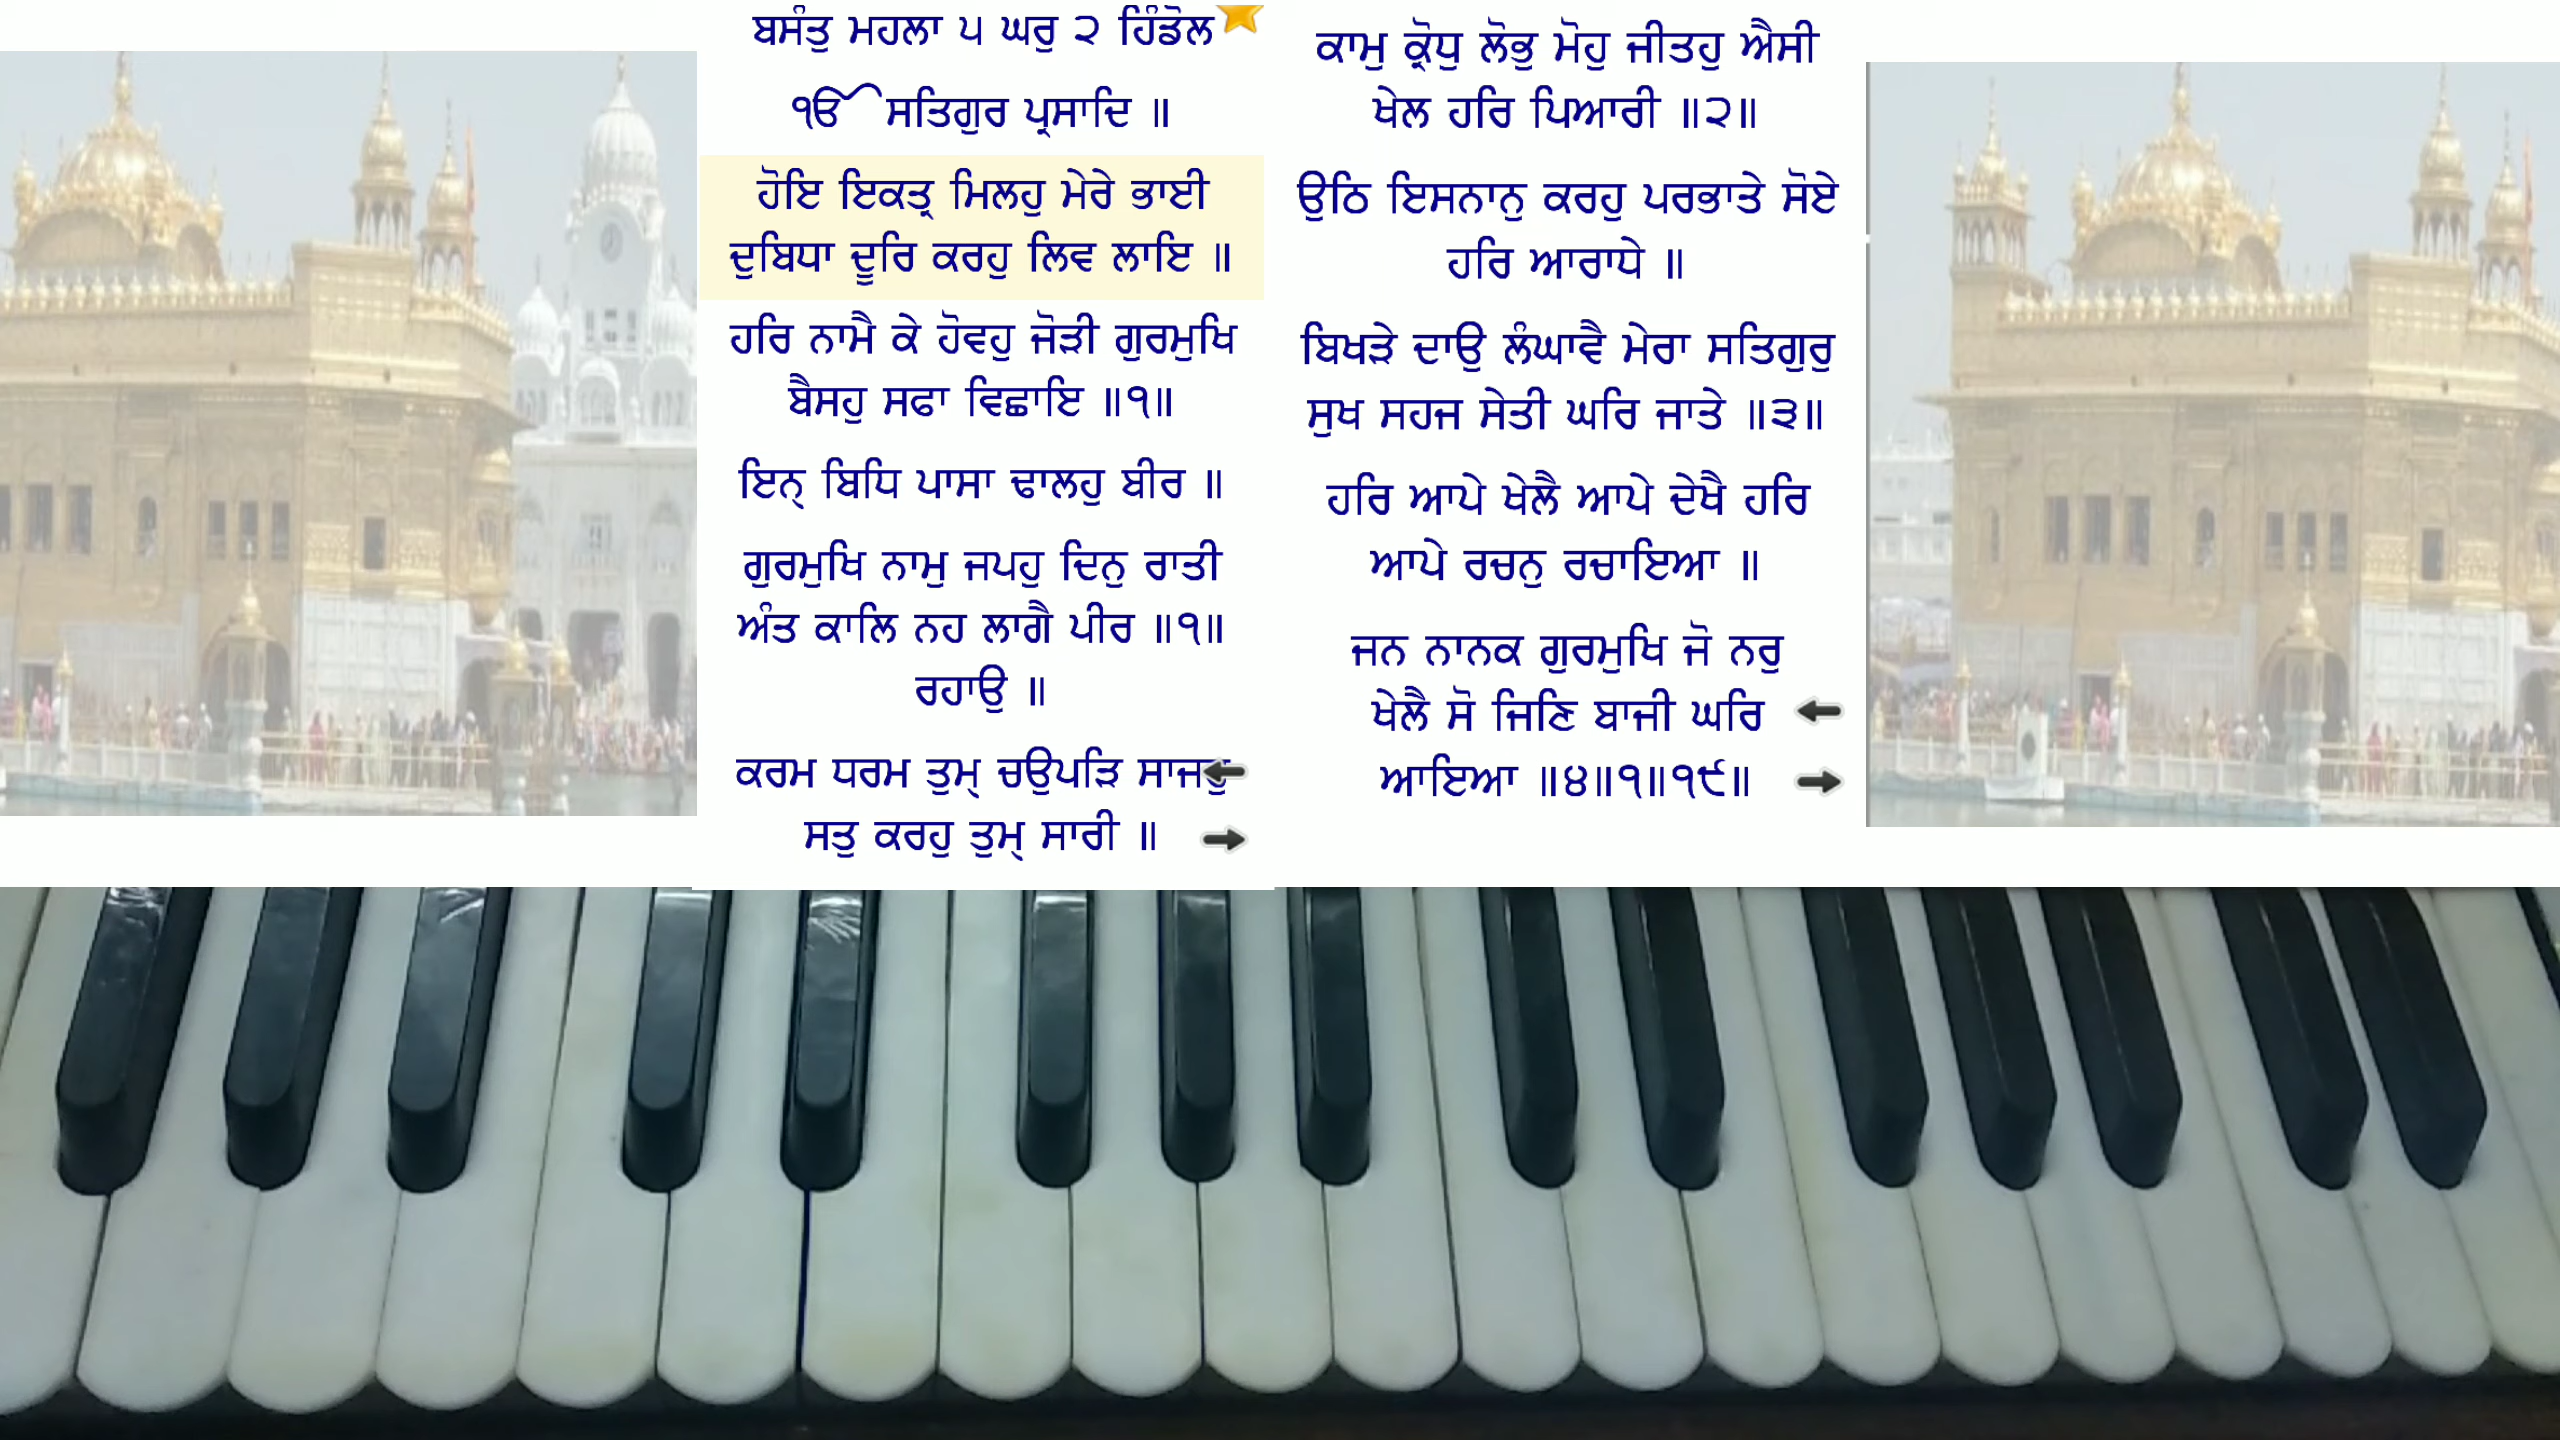 ਬਸੰਤੁ ਮਹਲਾ ੫ ਘਰੁ ੨ ਹਿੰਡੋਲ
ੴ ਸਤਿਗੁਰ ਪ੍ਰਸਾਦਿ ॥
ਹੋਇ ਇਕਤ੍ਰ ਮਿਲਹੁ ਮੇਰੇ ਭਾਈ
ਦੁਬਿਧਾ ਦੂਰਿ ਕਰਹੁ ਲਿਵ ਲਾਇ ॥
ਹਰਿ ਨਾਮੈ ਕੇ ਹੋਵਹੁ ਜੋੜੀ ਗੁਰਮੁਖਿ
ਬੈਸਹੁ ਸਫਾ ਵਿਛਾਇ ॥੧॥
ਇਨ੍ ਬਿਧਿ ਪਾਸਾ ਢਾਲਹੁ ਬੀਰ ॥
ਗੁਰਮੁਖਿ ਨਾਮੁ ਜਪਹੁ ਦਿਨੁ ਰਾਤੀ
ਅੰਤ ਕਾਲਿ ਨਹ ਲਾਗੈ ਪੀਰ ॥੧॥
ਰਹਾਉ ॥
ਕਰਮ ਧਰਮ ਤੁਮ੍ ਚਉਪੜਿ ਸਾਜਹੁ
ਸਤੁ ਕਰਹੁ ਤੁਮ੍ ਸਾਰੀ ॥
ਕਾਮੁ ਕ੍ਰੋਧੁ ਲੋਭੁ ਮੋਹੁ ਜੀਤਹੁ ਐਸੀ
ਖੇਲ ਹਰਿ ਪਿਆਰੀ ॥੨॥
ਉਠਿ ਇਸਨਾਨੁ ਕਰਹੁ ਪਰਭਾਤੇ ਸੋਏ
ਹਰਿ ਆਰਾਧੇ ॥
ਬਿਖੜੇ ਦਾਉ ਲੰਘਾਵੈ ਮੇਰਾ ਸਤਿਗੁਰੁ
ਸੁਖ ਸਹਜ ਸੇਤੀ ਘਰਿ ਜਾਤੇ ॥੩॥
ਹਰਿ ਆਪੇ ਖੇਲੈ ਆਪੇ ਦੇਖੈ ਹਰਿ
ਆਪੇ ਰਚਨੁ ਰਚਾਇਆ ॥
ਜਨ ਨਾਨਕ ਗੁਰਮੁਖਿ ਜੋ ਨਰੁ
ਖੇਲੈ ਸੋ ਜਿਣਿ ਬਾਜੀ ਘਰਿ
ਆਇਆ ॥੪॥੧॥੧੯॥